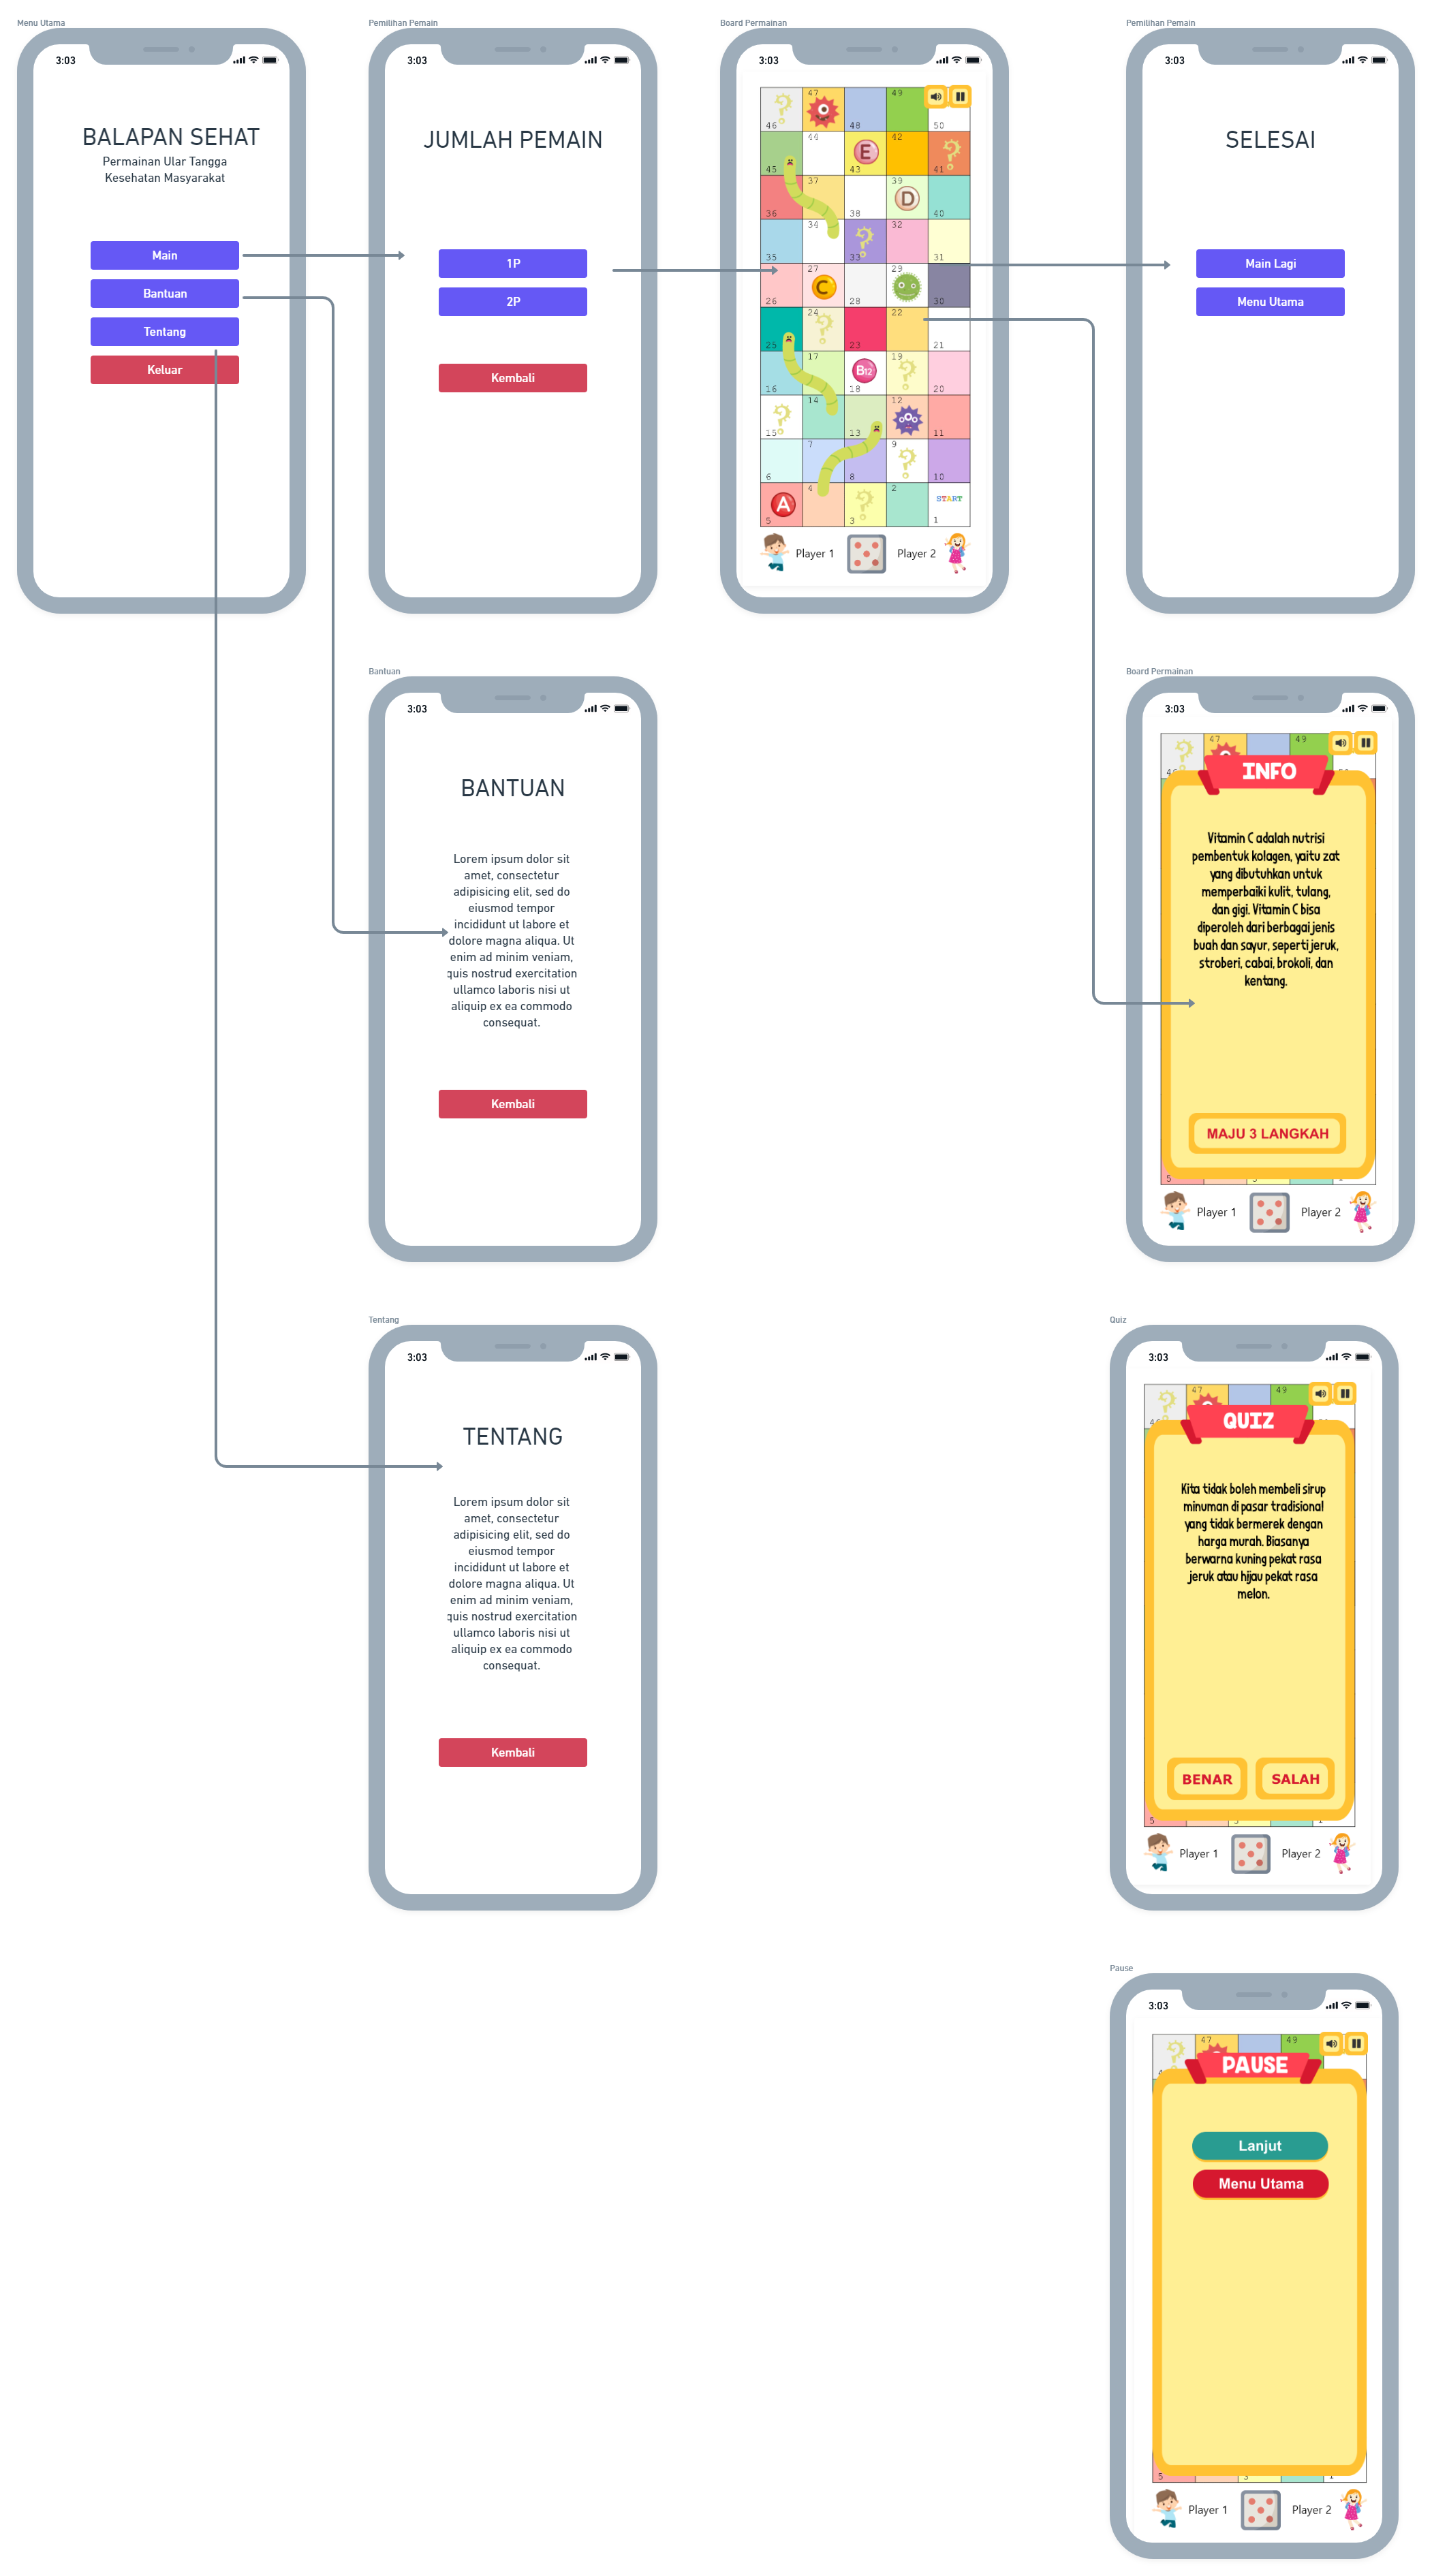 Menu Utama
3:03
BALAPAN SEHAT
Permainan Ular Tangga
Kesehatan Masyarakat
Main
Bantuan
Tentang
Keluar
Pemilihan Pemain
3:03
JUMLAH PEMAIN
1P
2P
Kembali
Board Permainan
3:03
46 47 48 49 50
45 44 43 E 42 41
36 37 38 39 D 40
35 34 33 32 31
26 27 C 28 29 30
25 24 23 22 21
16 17 18 B12 19 20
15 14 13 12 11
6 7 8 9 10
5 A 4 3 2 START 1
Player 1
Player 2
Pemilihan Pemain
3:03
SELESAI
Main Lagi
Menu Utama
Bantuan
3:03
BANTUAN
Lorem ipsum dolor sit
amet, consectetur
adipisicing elit, sed do
eiusmod tempor
incididunt ut labore et
dolore magna aliqua. Ut
enim ad minim veniam,
quis nostrud exercitation
ullamco laboris nisi ut
aliquip ex ea commodo
consequat.
Kembali
Board Permainan
3:03
47 49
INFO
Vitamin C adalah nutrisi
pembentuk kolagen, yaitu zat
yang dibutuhkan untuk
memperbaiki kulit, tulang,
dan gigi. Vitamin C bisa
diperoleh dari berbagai jenis
buah dan sayur, seperti jeruk,
stroberi, cabai, brokoli, dan
kentang.
MAJU 3 LANGKAH
5
Player 1
Player 2
Tentang
3:03
TENTANG
Lorem ipsum dolor sit
amet, consectetur
adipisicing elit, sed do
eiusmod tempor
incididunt ut labore et
dolore magna aliqua. Ut
enim ad minim veniam,
quis nostrud exercitation
ullamco laboris nisi ut
aliquip ex ea commodo
consequat.
Kembali
Quiz
3:03
47 49
QUIZ
Kita tidak boleh membeli sirup
minuman di pasar tradisional
yang tidak bermerek dengan
harga murah. Biasanya
berwarna kuning pekat rasa
jeruk atau hijau pekat rasa
melon.
BENAR
SALAH
5
Player 1
Player 2
Pause
3:03
47 49
PAUSE
Lanjut
Menu Utama
5
Player 1
Player 2